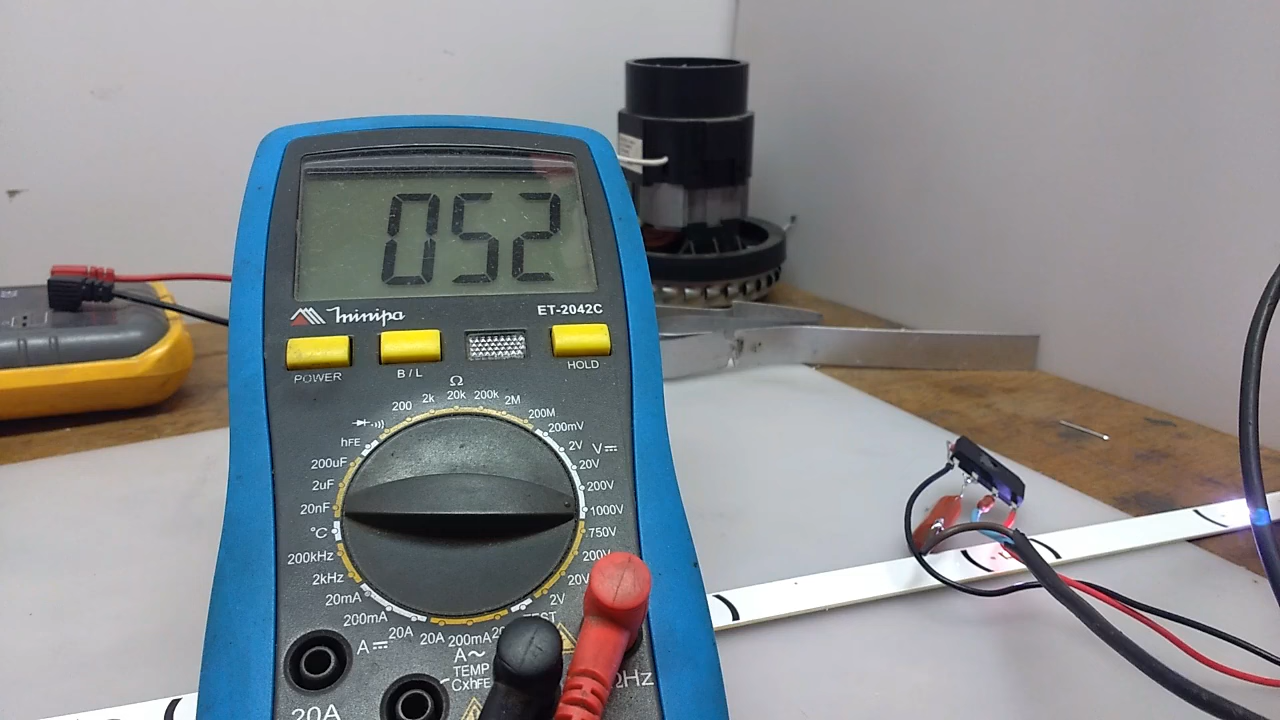 052
minipa
ET-2042C
POWER
B/L
HOLD
Ω
200 2k 20k 200k 2M
200M
hFE
200mV
2V V⎓
200uF
20V
2uF
200V
20nF
1000V
°C
750V
200kHz
200V
2kHz
20V
20mA
2V
200mA
20A
20A
200mA
A⎓
A~
TEMP
CxhFE
ΩHz
20A